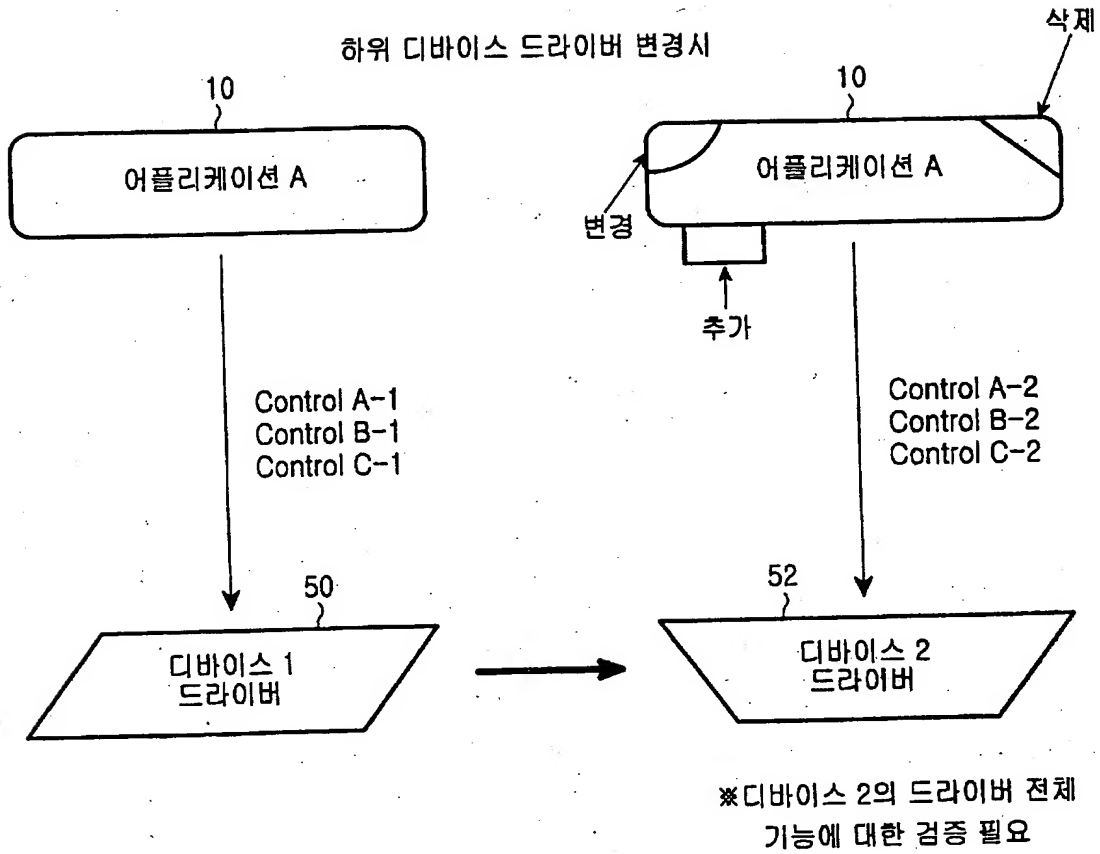 하위 디바이스 드라이버 변경시
삭제
10
10
어플리케이션 A
어플리케이션 A
변경
추가
Control A-1
Control B-1
Control C-1
Control A-2
Control B-2
Control C-2
50
52
디바이스 1
드라이버
디바이스 2
드라이버
※디바이스 2의 드라이버 전체
기능에 대한 검증 필요